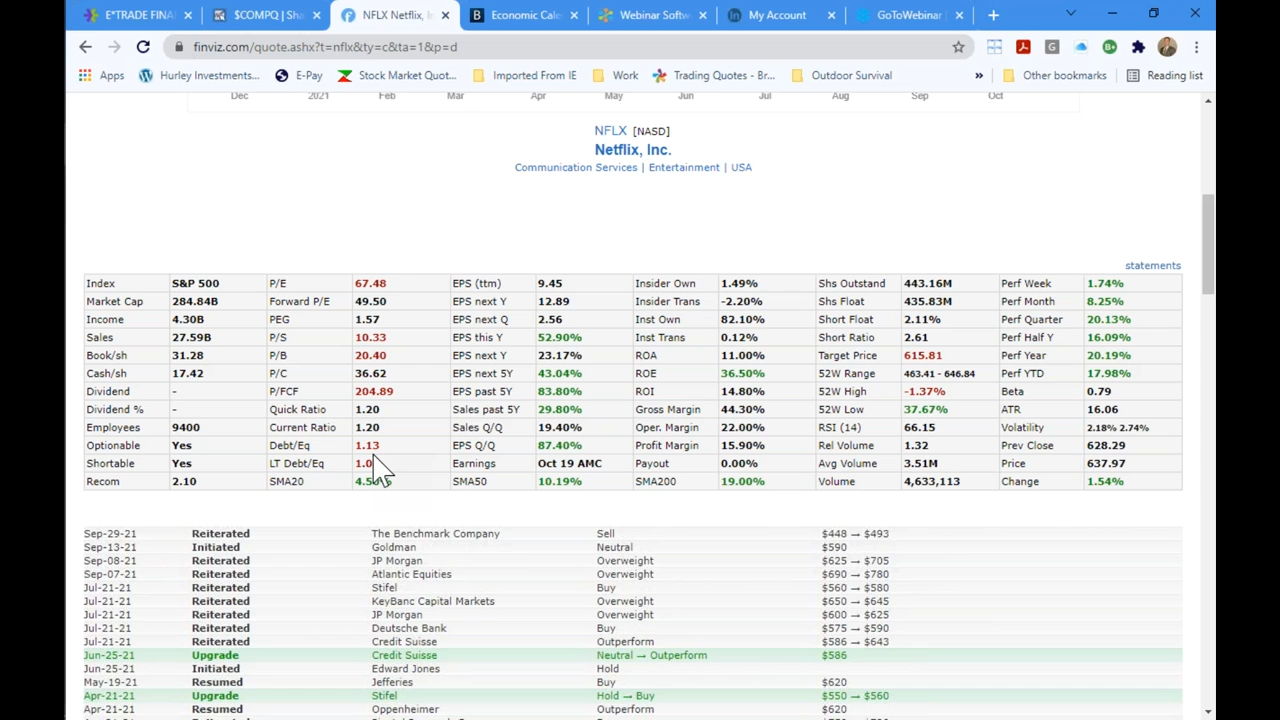 E*TRADE FINA
$COMPQ | Sha
NFLX Netflix, I
Economic Cale
Webinar Softw
My Account
GoToWebinar
finviz.com/quote.ashx?t=nflx&ty=c&ta=1&p=d
Apps Hurley Investments... E-Pay Stock Market Quot... Imported From IE Work Trading Quotes - Br... Outdoor Survival » Other bookmarks Reading list
Dec 2021 Feb Mar Apr May Jun Jul Aug Sep Oct
NFLX [NASD]
Netflix, Inc.
Communication Services | Entertainment | USA
statements
Index S&P 500 P/E 67.48 EPS (ttm) 9.45 Insider Own 1.49% Shs Outstand 443.16M Perf Week 1.74%
Market Cap 284.84B Forward P/E 49.50 EPS next Y 12.89 Insider Trans -2.20% Shs Float 435.83M Perf Month 8.25%
Income 4.30B PEG 1.57 EPS next Q 2.56 Inst Own 82.10% Short Float 2.11% Perf Quarter 20.13%
Sales 27.59B P/S 10.33 EPS this Y 52.90% Inst Trans 0.12% Short Ratio 2.61 Perf Half Y 16.09%
Book/sh 31.28 P/B 20.40 EPS next Y 23.17% ROA 11.00% Target Price 615.81 Perf Year 20.19%
Cash/sh 17.42 P/C 36.62 EPS next 5Y 43.04% ROE 36.50% 52W Range 463.41 - 646.84 Perf YTD 17.98%
Dividend - P/FCF 204.89 EPS past 5Y 83.80% ROI 14.80% 52W High -1.37% Beta 0.79
Dividend % - Quick Ratio 1.20 Sales past 5Y 29.80% Gross Margin 44.30% 52W Low 37.67% ATR 16.06
Employees 9400 Current Ratio 1.20 Sales Q/Q 19.40% Oper. Margin 22.00% RSI (14) 66.15 Volatility 2.18% 2.74%
Optionable Yes Debt/Eq 1.13 EPS Q/Q 87.40% Profit Margin 15.90% Rel Volume 1.32 Prev Close 628.29
Shortable Yes LT Debt/Eq 1.0 Earnings Oct 19 AMC Payout 0.00% Avg Volume 3.51M Price 637.97
Recom 2.10 SMA20 SMA50 10.19% SMA200 19.00% Volume 4,633,113 Change 1.54%
Sep-29-21 Reiterated The Benchmark Company Sell $448 → $493
Sep-13-21 Initiated Goldman Neutral $590
Sep-08-21 Reiterated JP Morgan Overweight $625 → $705
Sep-07-21 Reiterated Atlantic Equities Overweight $690 → $780
Jul-21-21 Reiterated Stifel Buy $560 → $580
Jul-21-21 Reiterated KeyBanc Capital Markets Overweight $650 → $645
Jul-21-21 Reiterated JP Morgan Overweight $600 → $625
Jul-21-21 Reiterated Deutsche Bank Buy $575 → $590
Jul-21-21 Reiterated Credit Suisse Outperform $586 → $643
Jun-25-21 Upgrade Credit Suisse Neutral → Outperform $586
Jun-25-21 Initiated Edward Jones Hold
May-19-21 Resumed Jefferies Buy $620
Apr-21-21 Upgrade Stifel Hold → Buy $550 → $560
Apr-21-21 Resumed Oppenheimer Outperform $620